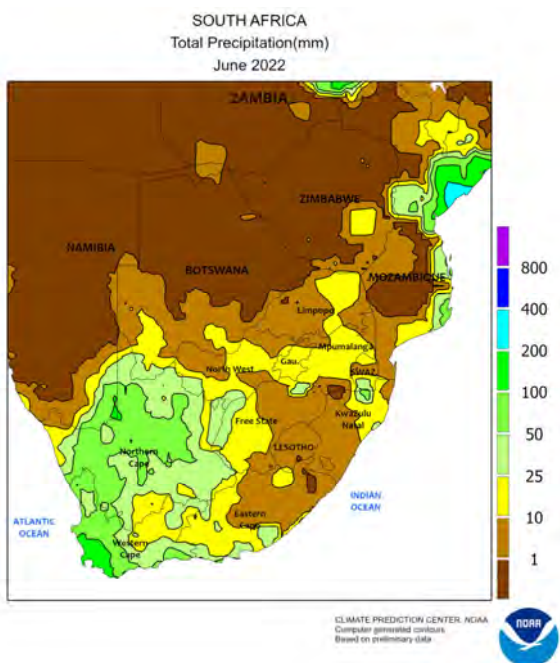 SOUTH AFRICA
Total Precipitation(mm)
June 2022
ZAMBIA
ZIMBABWE
NAMIBIA
BOTSWANA
MOZAMBIQUE
Limpopo
Mpumalanga
North West
Gau.
KWAZ
Kwazulu
Natal
Free State
LESOTHO
Northern
Cape
Eastern
Cape
Western
Cape
ATLANTIC
OCEAN
INDIAN
OCEAN
800
400
200
100
50
25
10
1
CLIMATE PREDICTION CENTER, NOAA
Computer generated contours
Based on preliminary data
NOAA